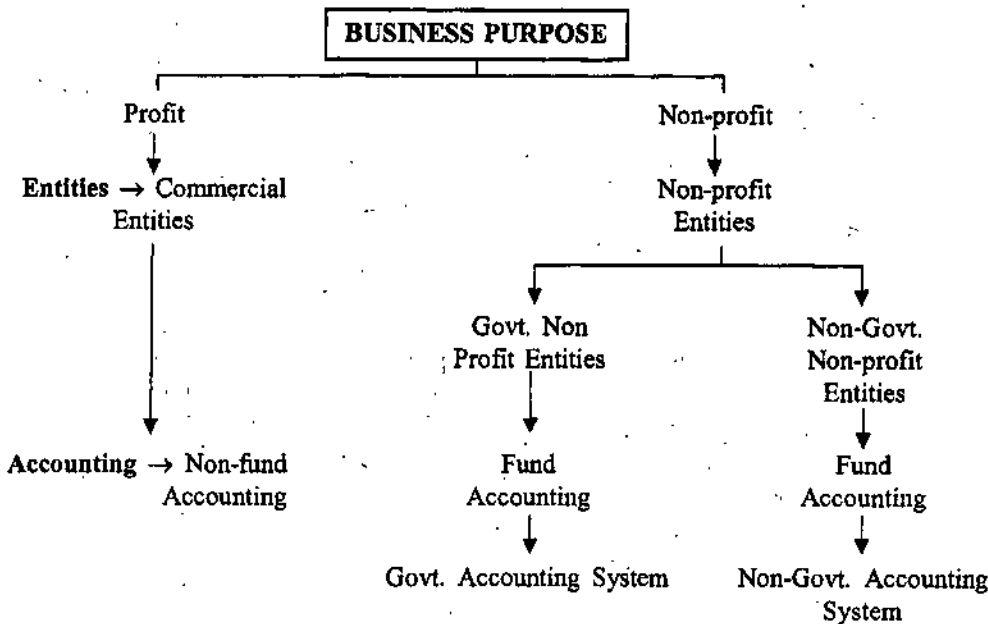 BUSINESS PURPOSE
Profit
Non-profit
Entities → Commercial
Entities
Non-profit
Entities
Govt. Non
Profit Entities
Non-Govt.
Non-profit
Entities
Accounting → Non-fund
Accounting
Fund
Accounting
Fund
Accounting
Govt. Accounting System
Non-Govt. Accounting
System